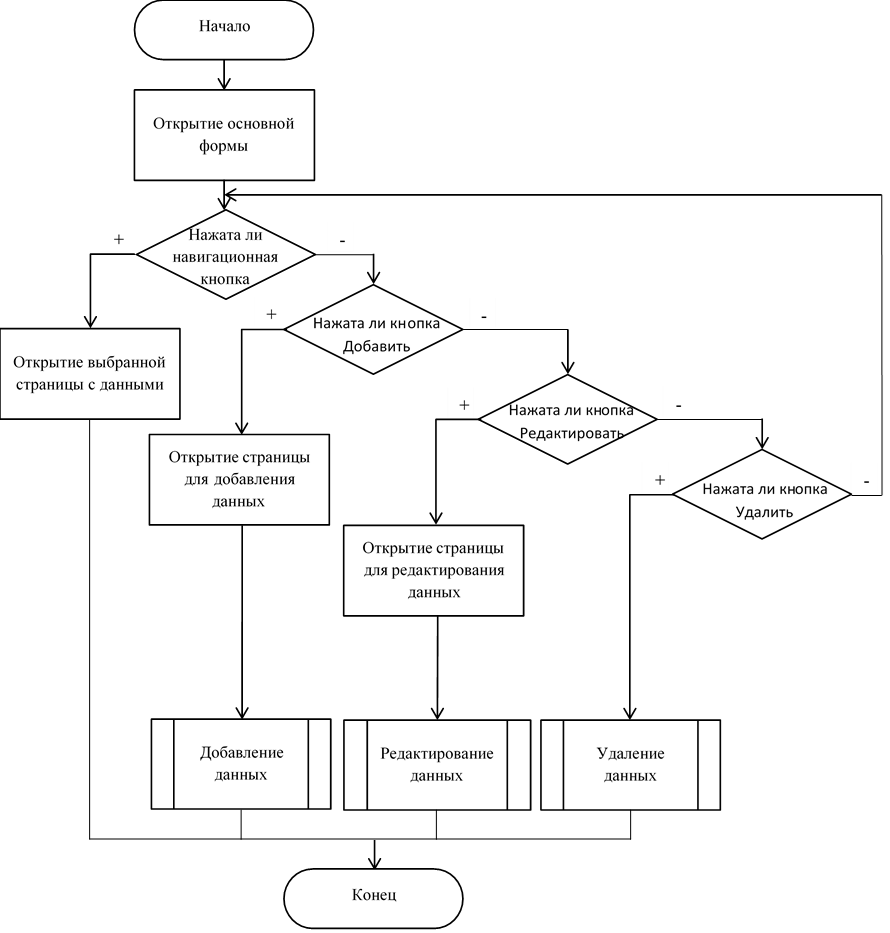 Начало
Открытие основной
формы
Нажата ли
навигационная
кнопка
+
-
Нажата ли кнопка
Добавить
+
-
Открытие выбранной
страницы с данными
Нажата ли кнопка
Редактировать
+
-
Открытие страницы
для добавления
данных
Нажата ли кнопка
Удалить
+
-
Открытие страницы
для редактирования
данных
Добавление
данных
Редактирование
данных
Удаление
данных
Конец